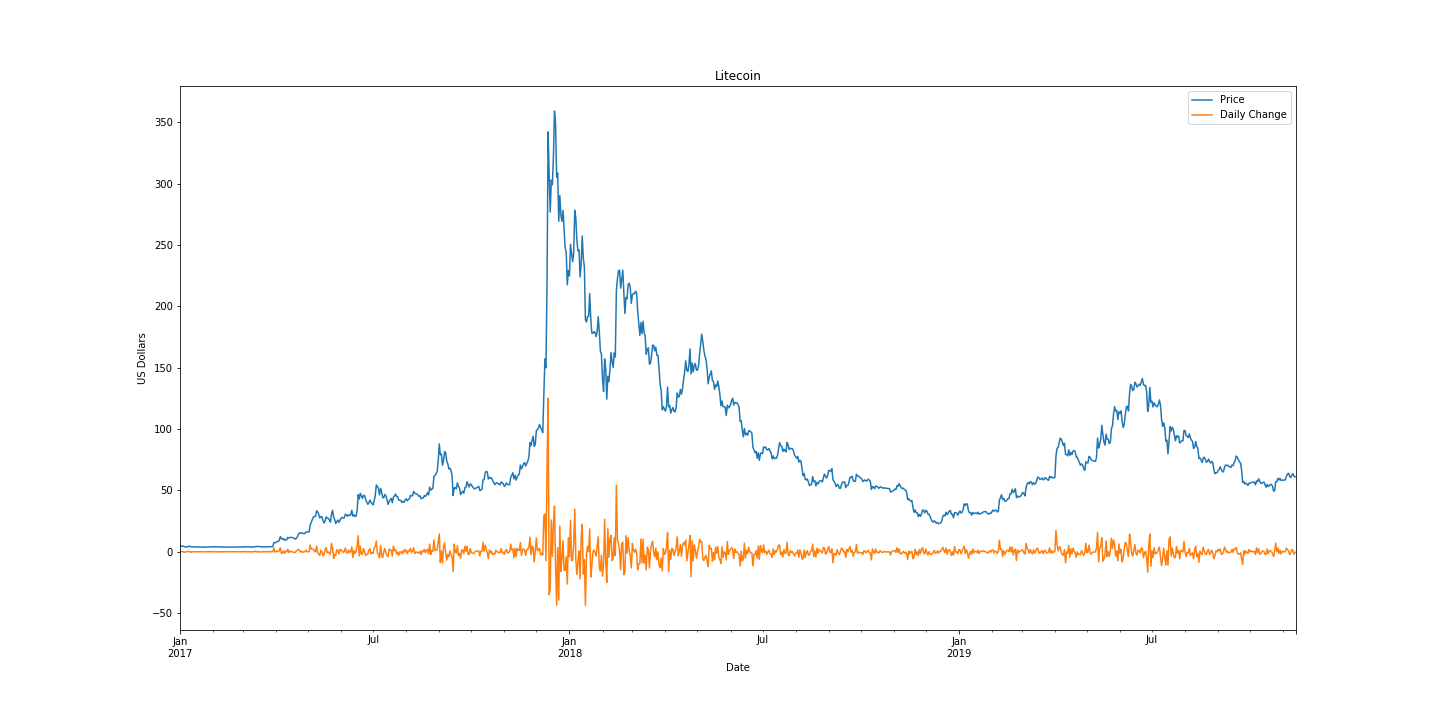 Litecoin
Price
Daily Change
350
300
250
200
150
100
50
0
−50
US Dollars
Jan
2017
Jul
Jan
2018
Jul
Jan
2019
Jul
Date